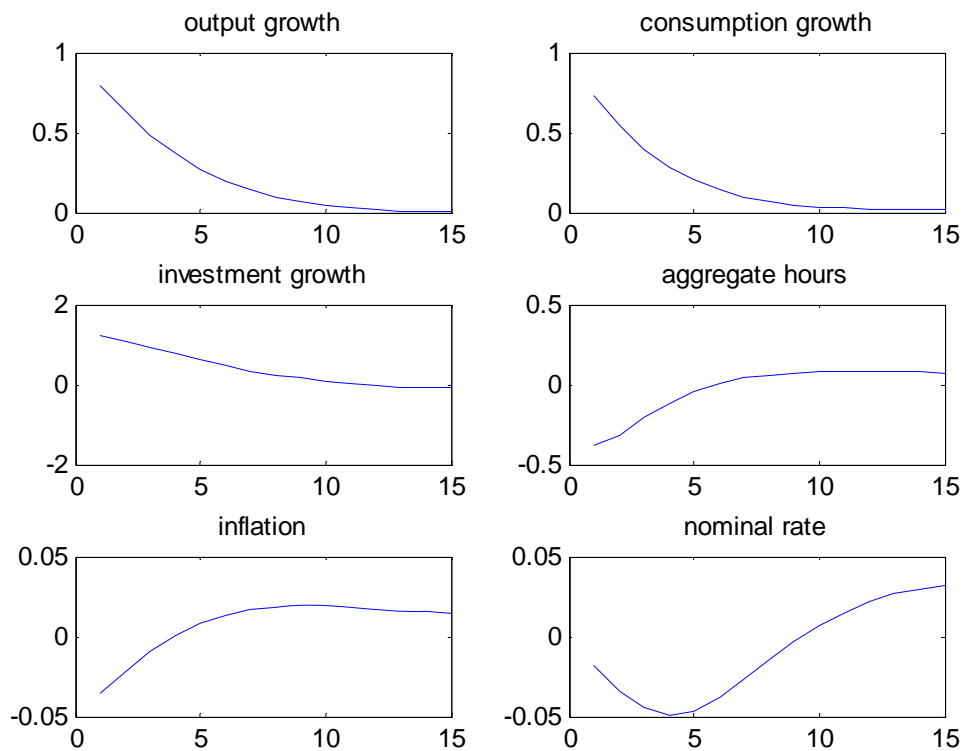 output growth
consumption growth
1
0.5
0
0 5 10 15
1
0.5
0
0 5 10 15
investment growth
aggregate hours
2
0
-2
0 5 10 15
0.5
0
-0.5
0 5 10 15
inflation
nominal rate
0.05
0
-0.05
0 5 10 15
0.05
0
-0.05
0 5 10 15